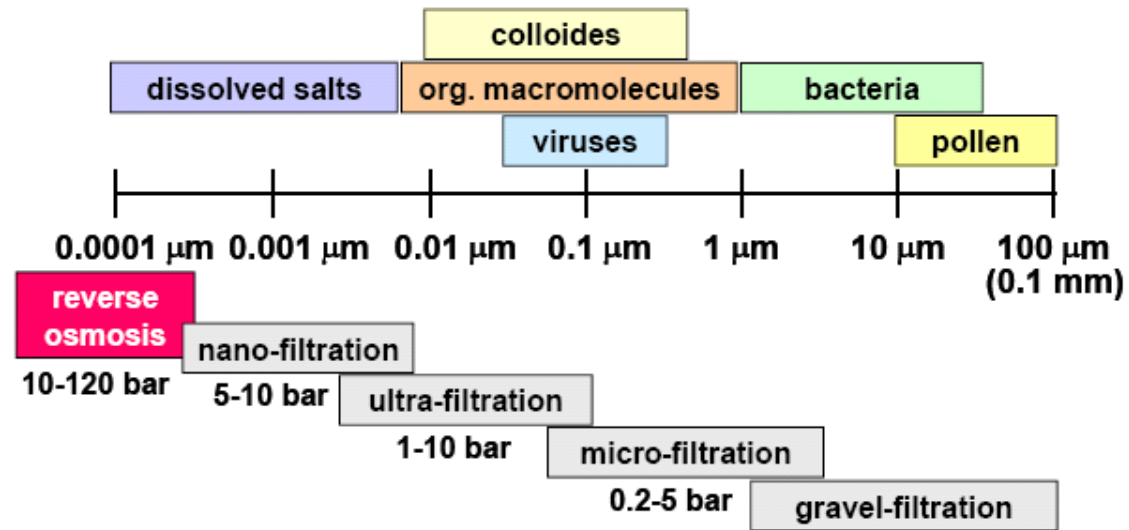 colloides
dissolved salts org. macromolecules bacteria
viruses pollen
0.0001 μm 0.001 μm 0.01 μm 0.1 μm 1 μm 10 μm 100 μm
(0.1 mm)
reverse
osmosis
nano-filtration
10-120 bar 5-10 bar
ultra-filtration
1-10 bar
micro-filtration
0.2-5 bar
gravel-filtration